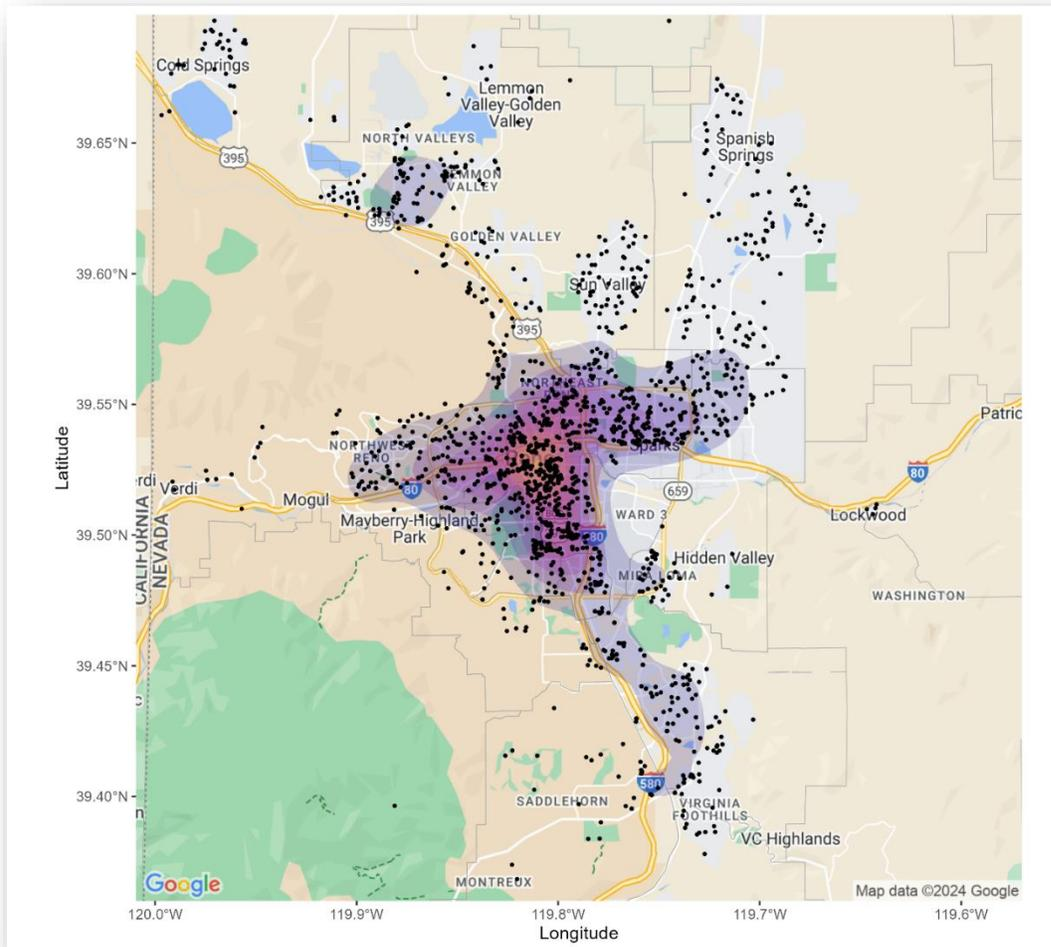 Cold Springs
Lemmon
Valley-Golden
Valley
NORTH VALLEYS
Spanish
Springs
395
VALLEY
395
GOLDEN VALLEY
Sun Valley
395
NORTHEAST
NORTHWEST
RENO
Sparks
Patric
80
80
659
Verdi
Mogul
Mayberry-Highland
Park
WARD 3
80
Lockwood
Hidden Valley
MIRA LOMA
WASHINGTON
CALIFORNIA
NEVADA
580
SADDLEHORN
VIRGINIA
FOOTHILLS
VC Highlands
MONTREUX
Google
Map data ©2024 Google
39.65°N
39.60°N
39.55°N
39.50°N
39.45°N
39.40°N
Latitude
120.0°W
119.9°W
119.8°W
119.7°W
119.6°W
Longitude